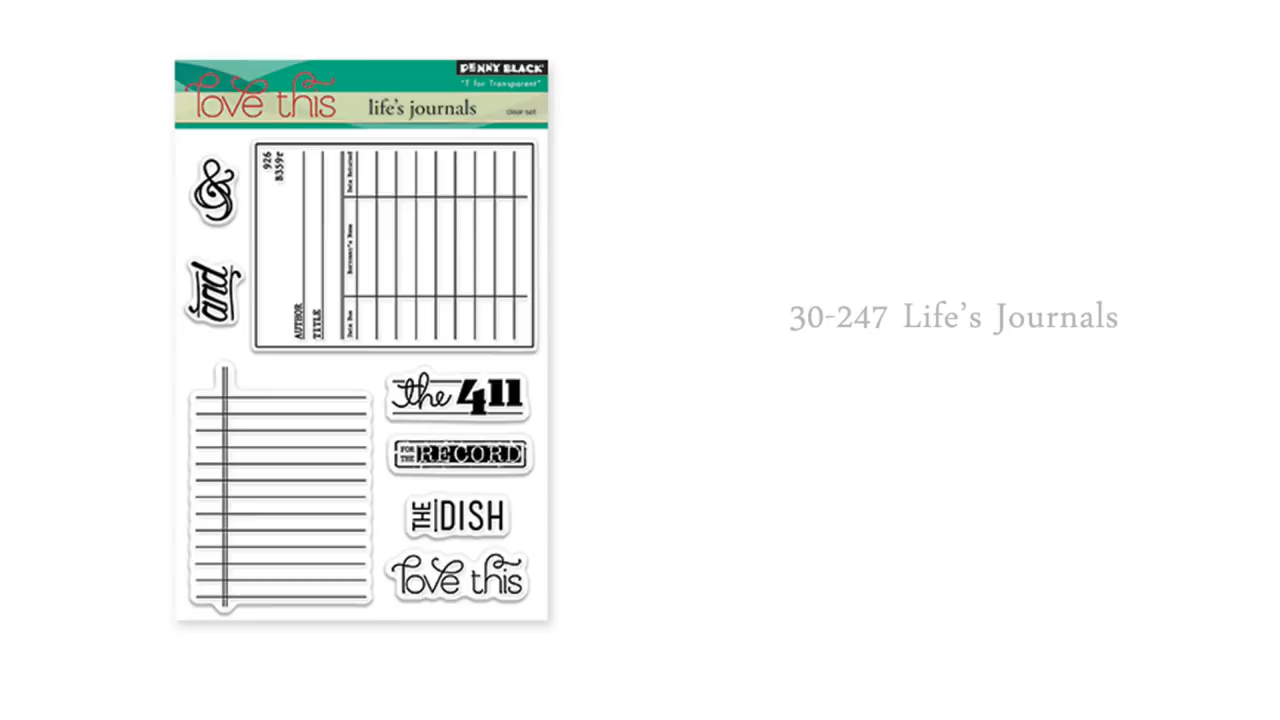 PENNY BLACK
"T for Transparent"
love this
life's journals
clear set
&
and
926
B359r
AUTHOR
TITLE
Date Due
Borrower's Name
Date Returned
the 411
FOR THE RECORD
THE DISH
love this
30-247 Life's Journals